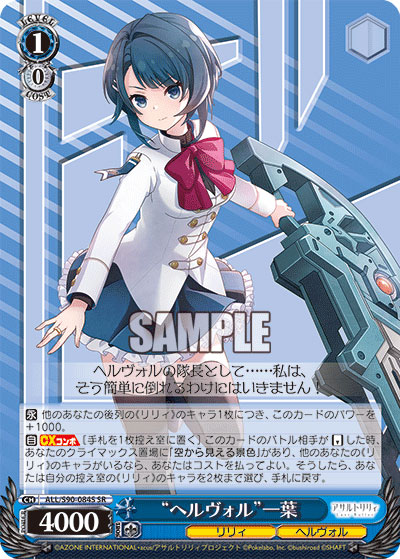 LEVEL
1
0
COST
SAMPLE
ヘルヴォルの隊長として……私は、
そう簡単に倒れるわけにはいきません！
永 他のあなたの後列の《リリィ》のキャラ1枚につき、このカードのパワーを
＋1000。
自 CXコンボ ［手札を1枚控え室に置く］ このカードのバトル相手が した時、
あなたのクライマックス置場に「空から見える景色」があり、他のあなたの《リリ
ィ》のキャラがいるなら、あなたはコストを払ってよい。そうしたら、あなたは
自分の控え室の《リリィ》のキャラを2枚まで選び、手札に戻す。
CH ALL/S90-084S SR
4000
“ヘルヴォル”一葉
リリィ
ヘルヴォル
アサルトリリィ
©AZONE INTERNATIONAL・acus/アサルトリリィプロジェクト ©Pokelabo, Inc. ©bushiroad ©SHAFT